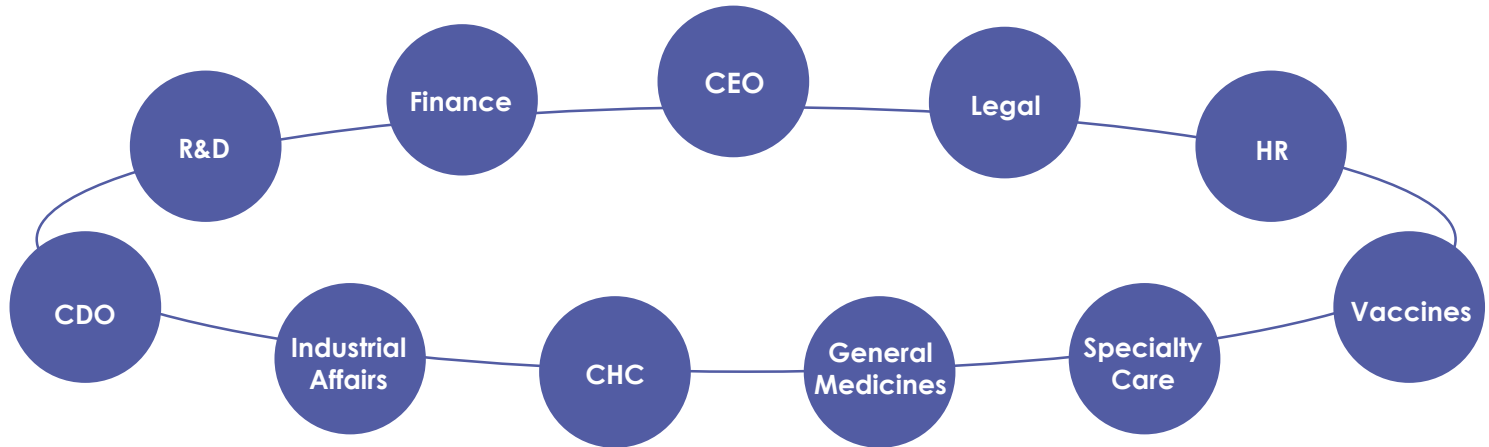 CEO
Finance
Legal
R&D
HR
CDO
Vaccines
Industrial
Affairs
CHC
General
Medicines
Specialty
Care